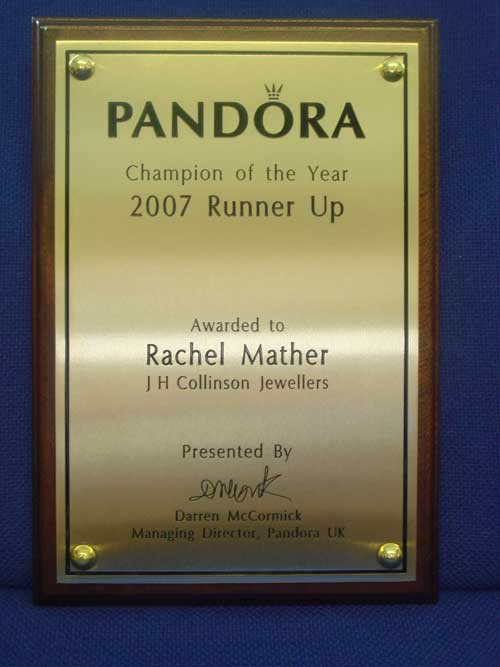 PANDORA
Champion of the Year
2007 Runner Up
Awarded to
Rachel Mather
J H Collinson Jewellers
Presented By
Darren McCormick
Managing Director, Pandora UK